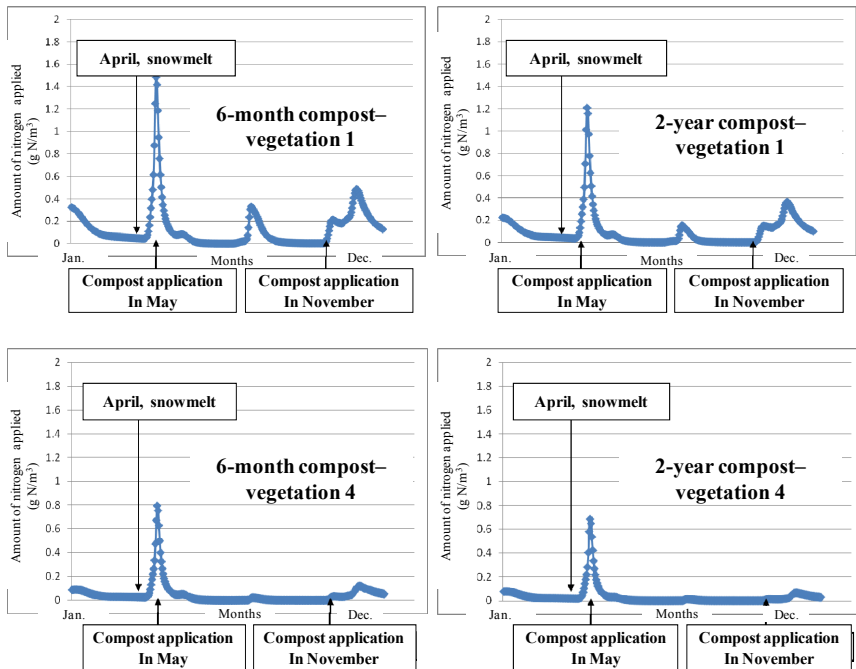 Amount of nitrogen applied
(g N/m³)
2
1.8
1.6
1.4
1.2
1
0.8
0.6
0.4
0.2
0
April, snowmelt
6-month compost–
vegetation 1
Jan.
Months
Dec.
Compost application
In May
Compost application
In November
Amount of nitrogen applied
(g N/m³)
2
1.8
1.6
1.4
1.2
1
0.8
0.6
0.4
0.2
0
April, snowmelt
2-year compost–
vegetation 1
Jan.
Months
Dec.
Compost application
In May
Compost application
In November
Amount of nitrogen applied
(g N/m³)
2
1.8
1.6
1.4
1.2
1
0.8
0.6
0.4
0.2
0
April, snowmelt
6-month compost–
vegetation 4
Jan.
Months
Dec.
Compost application
In May
Compost application
In November
Amount of nitrogen applied
(g N/m³)
2
1.8
1.6
1.4
1.2
1
0.8
0.6
0.4
0.2
0
April, snowmelt
2-year compost–
vegetation 4
Jan.
Months
Dec.
Compost application
In May
Compost application
In November